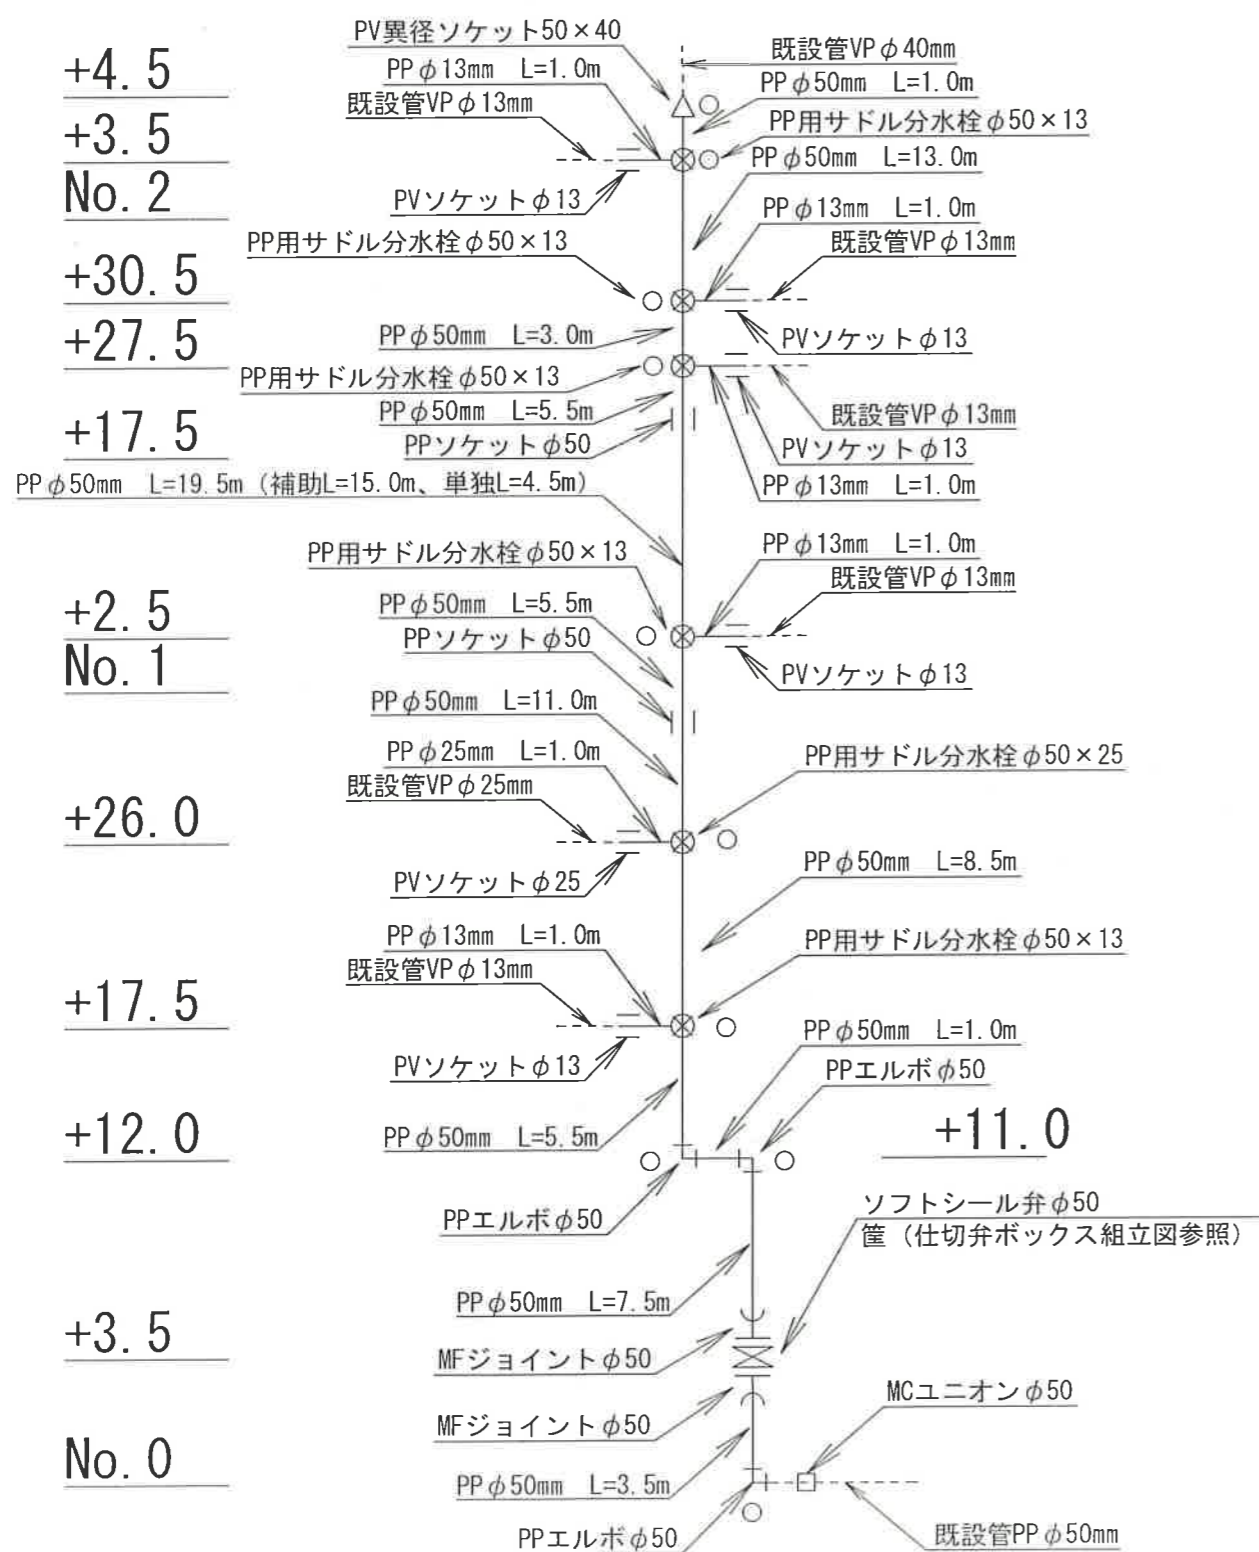 PV異径ソケット50×40
既設管VPφ40mm
+4.5
PPφ13mm L=1.0m
PPφ50mm L=1.0m
既設管VPφ13mm
PP用サドル分水栓φ50×13
+3.5
PPφ50mm L=13.0m
No.2
PVソケットφ13
PPφ13mm L=1.0m
PP用サドル分水栓φ50×13
既設管VPφ13mm
+30.5
PPφ50mm L=3.0m
PVソケットφ13
+27.5
PP用サドル分水栓φ50×13
PPφ50mm L=5.5m
既設管VPφ13mm
+17.5
PPソケットφ50
PVソケットφ13
PPφ50mm L=19.5m（補助L=15.0m、単独L=4.5m）
PPφ13mm L=1.0m
PP用サドル分水栓φ50×13
PPφ13mm L=1.0m
既設管VPφ13mm
+2.5
PPφ50mm L=5.5m
PPソケットφ50
No.1
PVソケットφ13
PPφ50mm L=11.0m
PPφ25mm L=1.0m
PP用サドル分水栓φ50×25
既設管VPφ25mm
+26.0
PVソケットφ25
PPφ50mm L=8.5m
PPφ13mm L=1.0m
PP用サドル分水栓φ50×13
既設管VPφ13mm
+17.5
PPφ50mm L=1.0m
PVソケットφ13
PPエルボφ50
+12.0
PPφ50mm L=5.5m
+11.0
PPエルボφ50
ソフトシール弁φ50
筐（仕切弁ボックス組立図参照）
PPφ50mm L=7.5m
+3.5
MFジョイントφ50
MCユニオンφ50
MFジョイントφ50
No.0
PPφ50mm L=3.5m
PPエルボφ50
既設管PPφ50mm